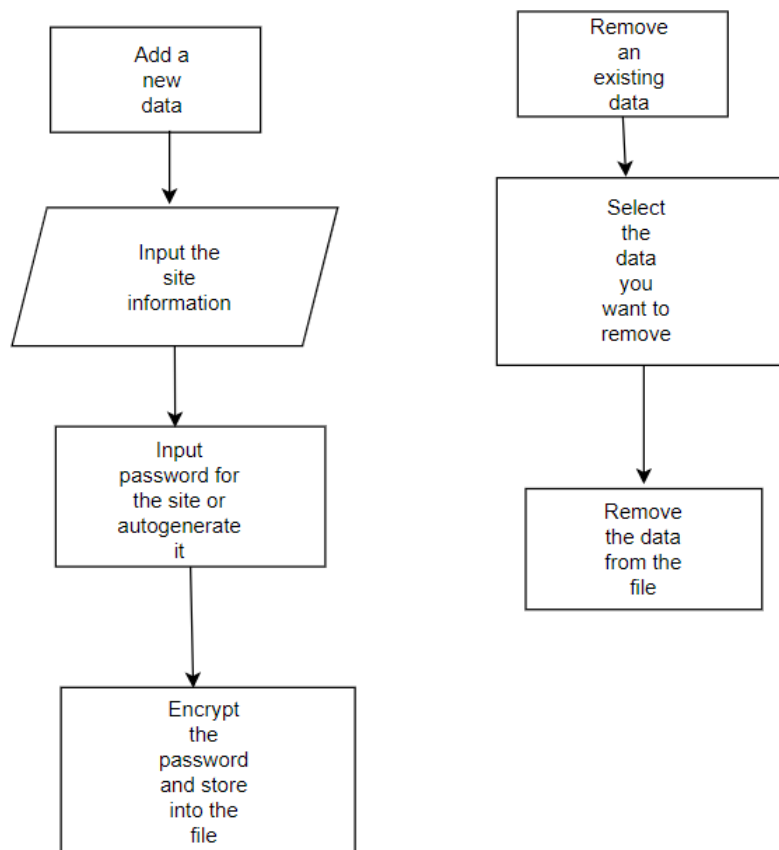 Add a
new
data
Input the
site
information
Input
password for
the site or
autogenerate
it
Encrypt
the
password
and store
into the
file
Remove
an
existing
data
Select
the
data
you
want to
remove
Remove
the data
from the
file